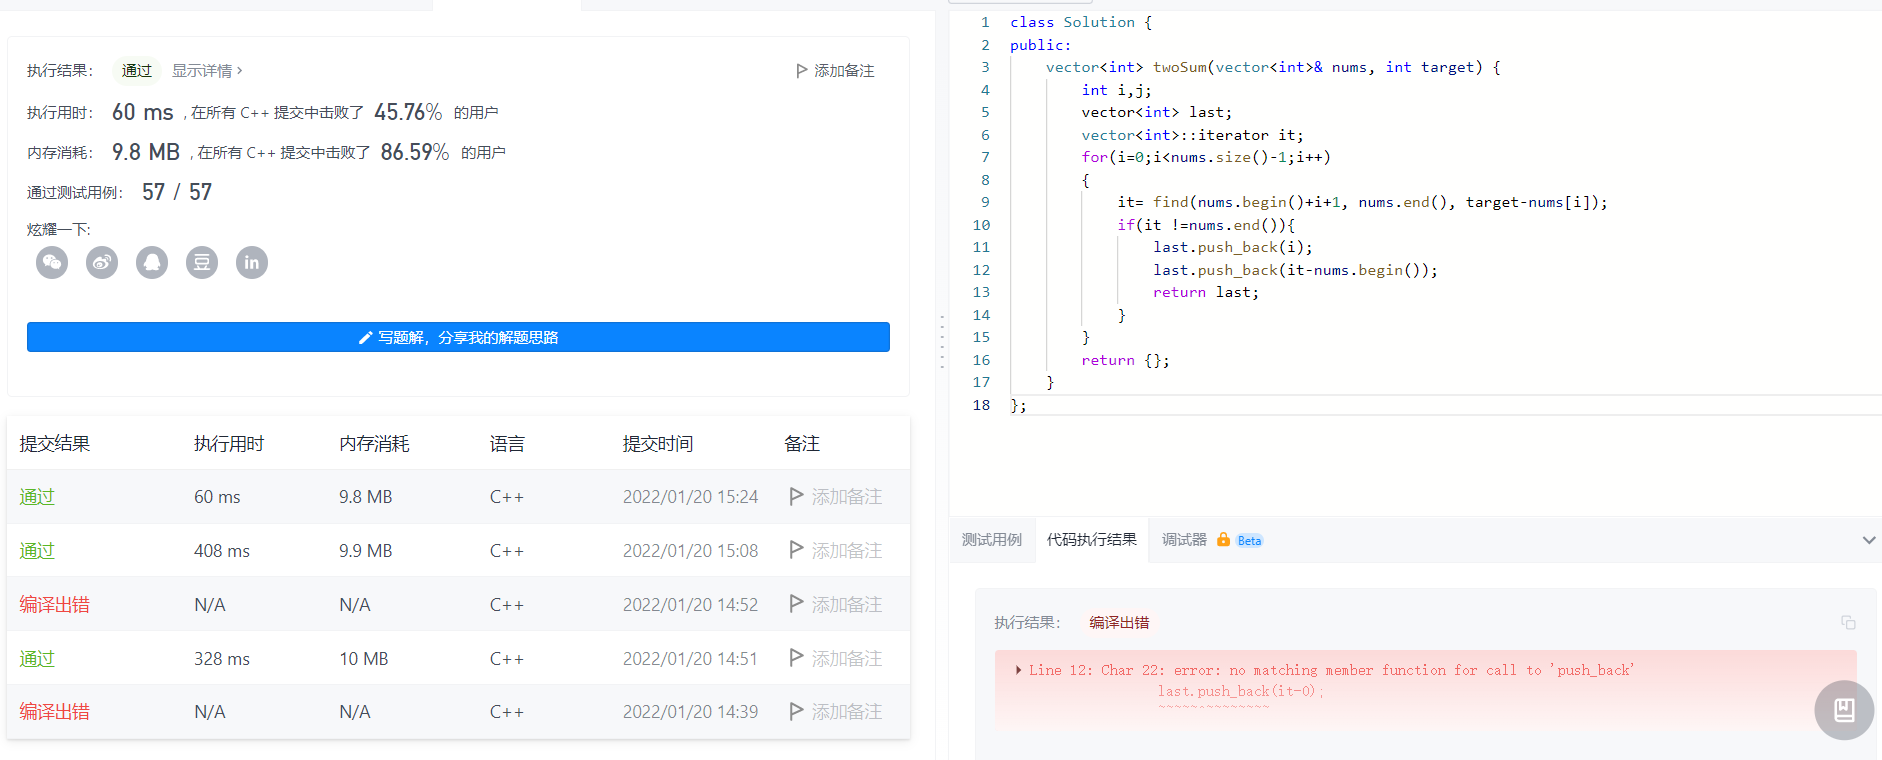 执行结果： 通过 显示详情 >
添加备注
执行用时： 60 ms , 在所有 C++ 提交中击败了 45.76% 的用户
内存消耗： 9.8 MB , 在所有 C++ 提交中击败了 86.59% 的用户
通过测试用例： 57 / 57
炫耀一下:
豆 in
写题解，分享我的解题思路
提交结果 执行用时 内存消耗 语言 提交时间 备注
通过 60 ms 9.8 MB C++ 2022/01/20 15:24 添加备注
通过 408 ms 9.9 MB C++ 2022/01/20 15:08 添加备注
编译出错 N/A N/A C++ 2022/01/20 14:52 添加备注
通过 328 ms 10 MB C++ 2022/01/20 14:51 添加备注
编译出错 N/A N/A C++ 2022/01/20 14:39 添加备注
1 class Solution {
2 public:
3 vector<int> twoSum(vector<int>& nums, int target) {
4 int i,j;
5 vector<int> last;
6 vector<int>::iterator it;
7 for(i=0;i<nums.size()-1;i++)
8 {
9 it= find(nums.begin()+i+1, nums.end(), target-nums[i]);
10 if(it !=nums.end()){
11 last.push_back(i);
12 last.push_back(it-nums.begin());
13 return last;
14 }
15 }
16 return {};
17 }
18 };
测试用例 代码执行结果 调试器 Beta
执行结果： 编译出错
Line 12: Char 22: error: no matching member function for call to 'push_back'
last.push_back(it-0);
~~~~~^~~~~~~~~